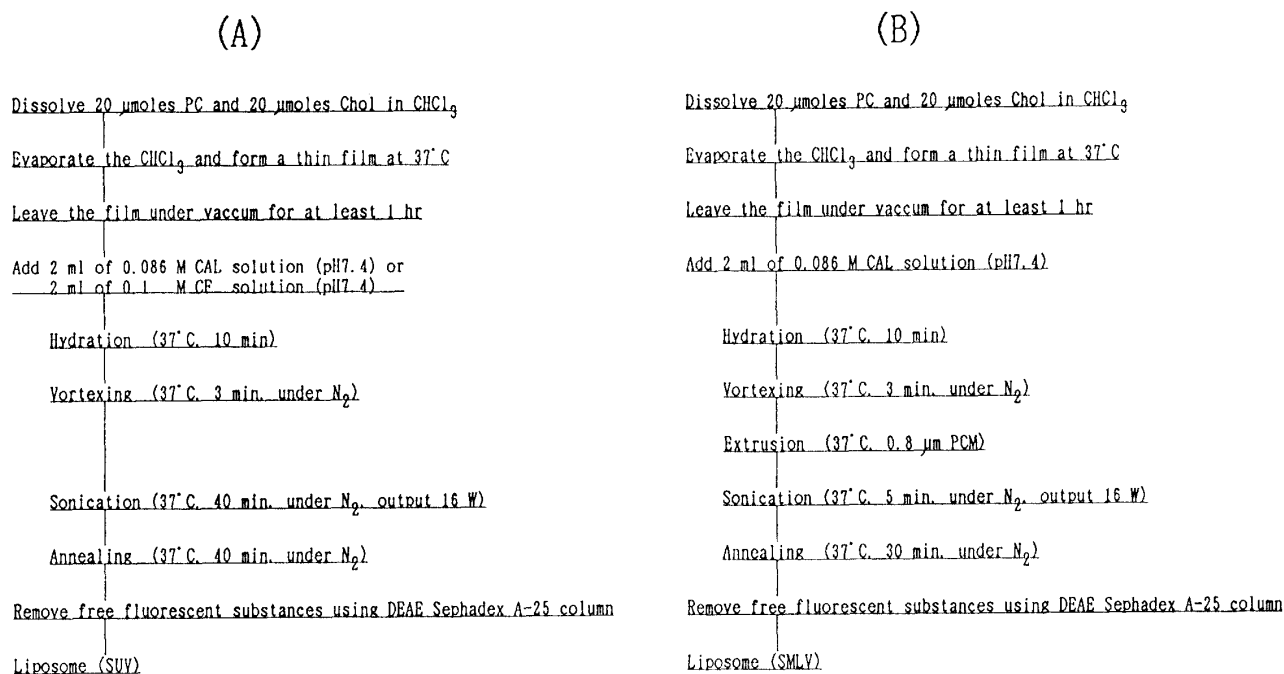 (A)
Dissolve 20 μmoles PC and 20 μmoles Chol in CHCl₃
Evaporate the CHCl₃ and form a thin film at 37°C
Leave the film under vaccum for at least 1 hr
Add 2 ml of 0.086 M CAL solution (pH7.4) or
2 ml of 0.1 M CF solution (pH7.4)
Hydration (37°C, 10 min)
Vortexing (37°C, 3 min, under N₂)
Sonication (37°C, 40 min, under N₂, output 16 W)
Annealing (37°C, 40 min, under N₂)
Remove free fluorescent substances using DEAE Sephadex A-25 column
Liposome (SUV)
(B)
Dissolve 20 μmoles PC and 20 μmoles Chol in CHCl₃
Evaporate the CHCl₃ and form a thin film at 37°C
Leave the film under vaccum for at least 1 hr
Add 2 ml of 0.086 M CAL solution (pH7.4)
Hydration (37°C, 10 min)
Vortexing (37°C, 3 min, under N₂)
Extrusion (37°C, 0.8 μm PCM)
Sonication (37°C, 5 min, under N₂, output 16 W)
Annealing (37°C, 30 min, under N₂)
Remove free fluorescent substances using DEAE Sephadex A-25 column
Liposome (SMLV)